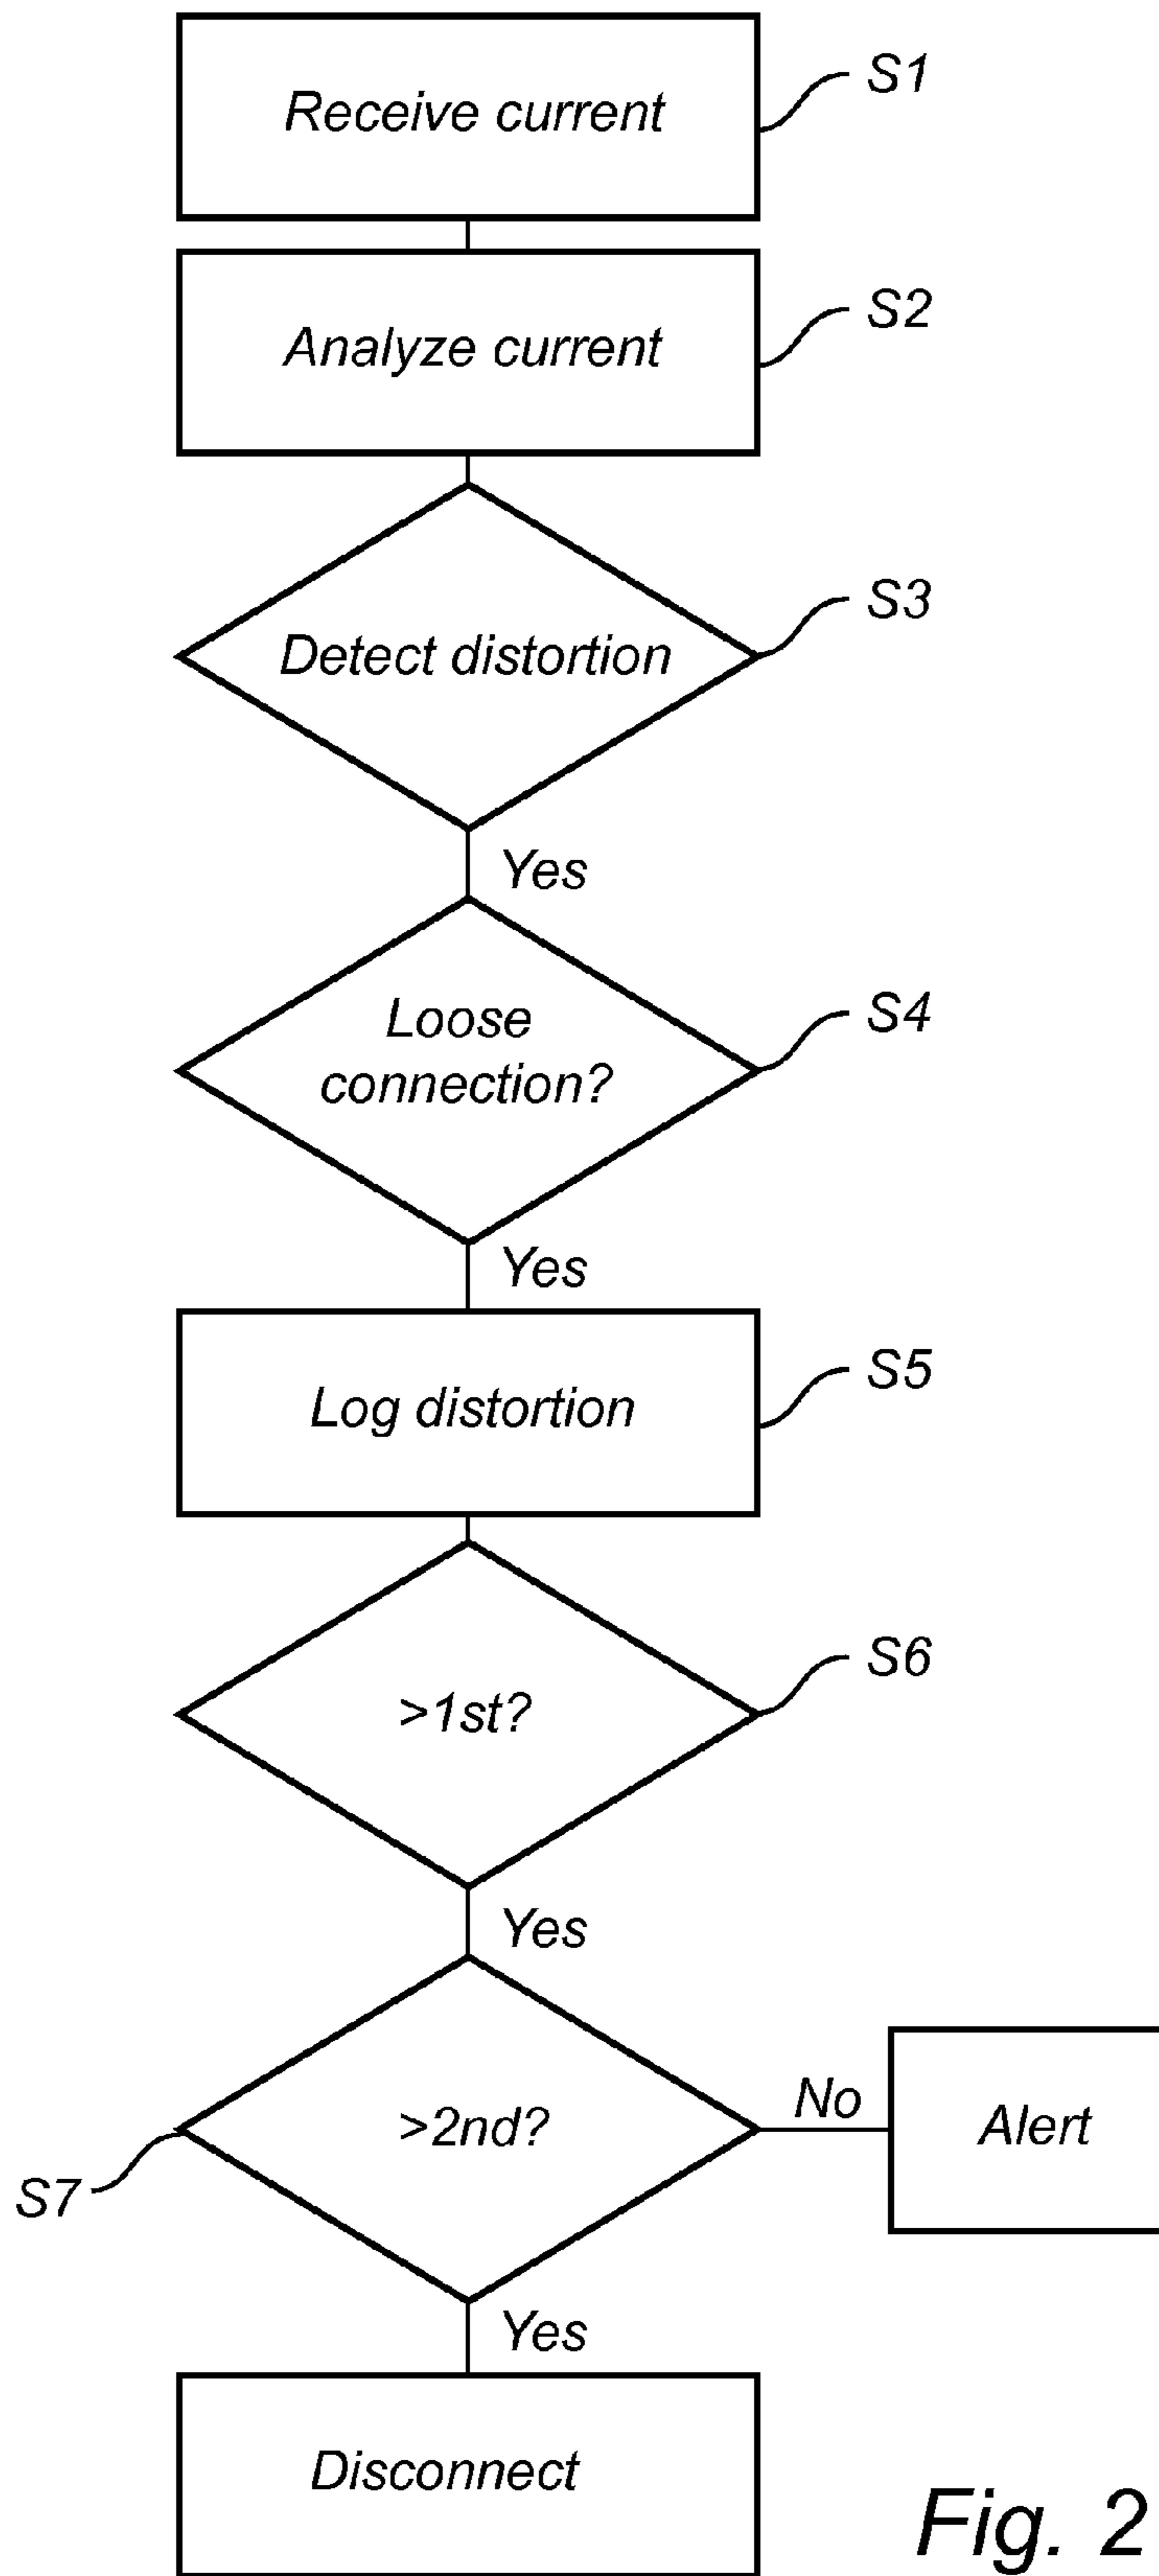 Receive current
S1
Analyze current
S2
Detect distortion
S3
Yes
Loose
connection?
S4
Yes
Log distortion
S5
>1st?
S6
Yes
>2nd?
S7
No
Alert
Yes
Disconnect
Fig. 2